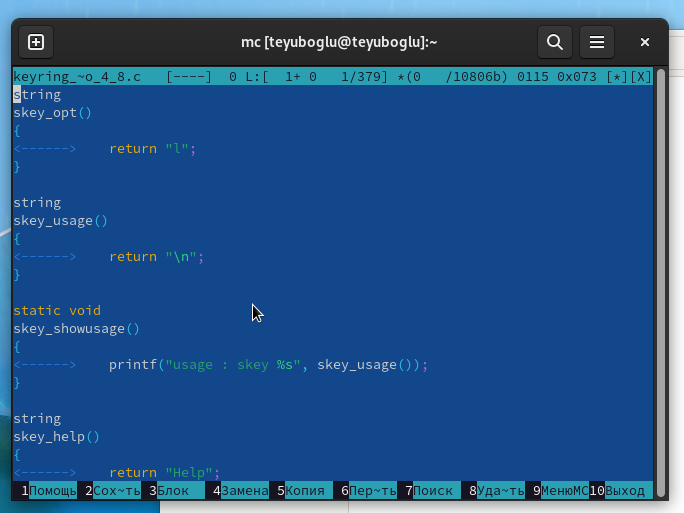 mc [teyuboglu@teyuboglu]:~
keyring_~o_4_8.c   [----]  0 L:[  1+ 0   1/379] *(0   /10806b) 0115 0x073 [*][X]
string
skey_opt()
{
<------>    return "l";
}
string
skey_usage()
{
<------>    return "\n";
}
static void
skey_showusage()
{
<------>    printf("usage : skey %s", skey_usage());
}
string
skey_help()
{
<------>    return "Help";
1Помощь 2Сох~ть 3Блок 4Замена 5Копия 6Пер~ть 7Поиск 8Уда~ть 9МенюMC 10Выход